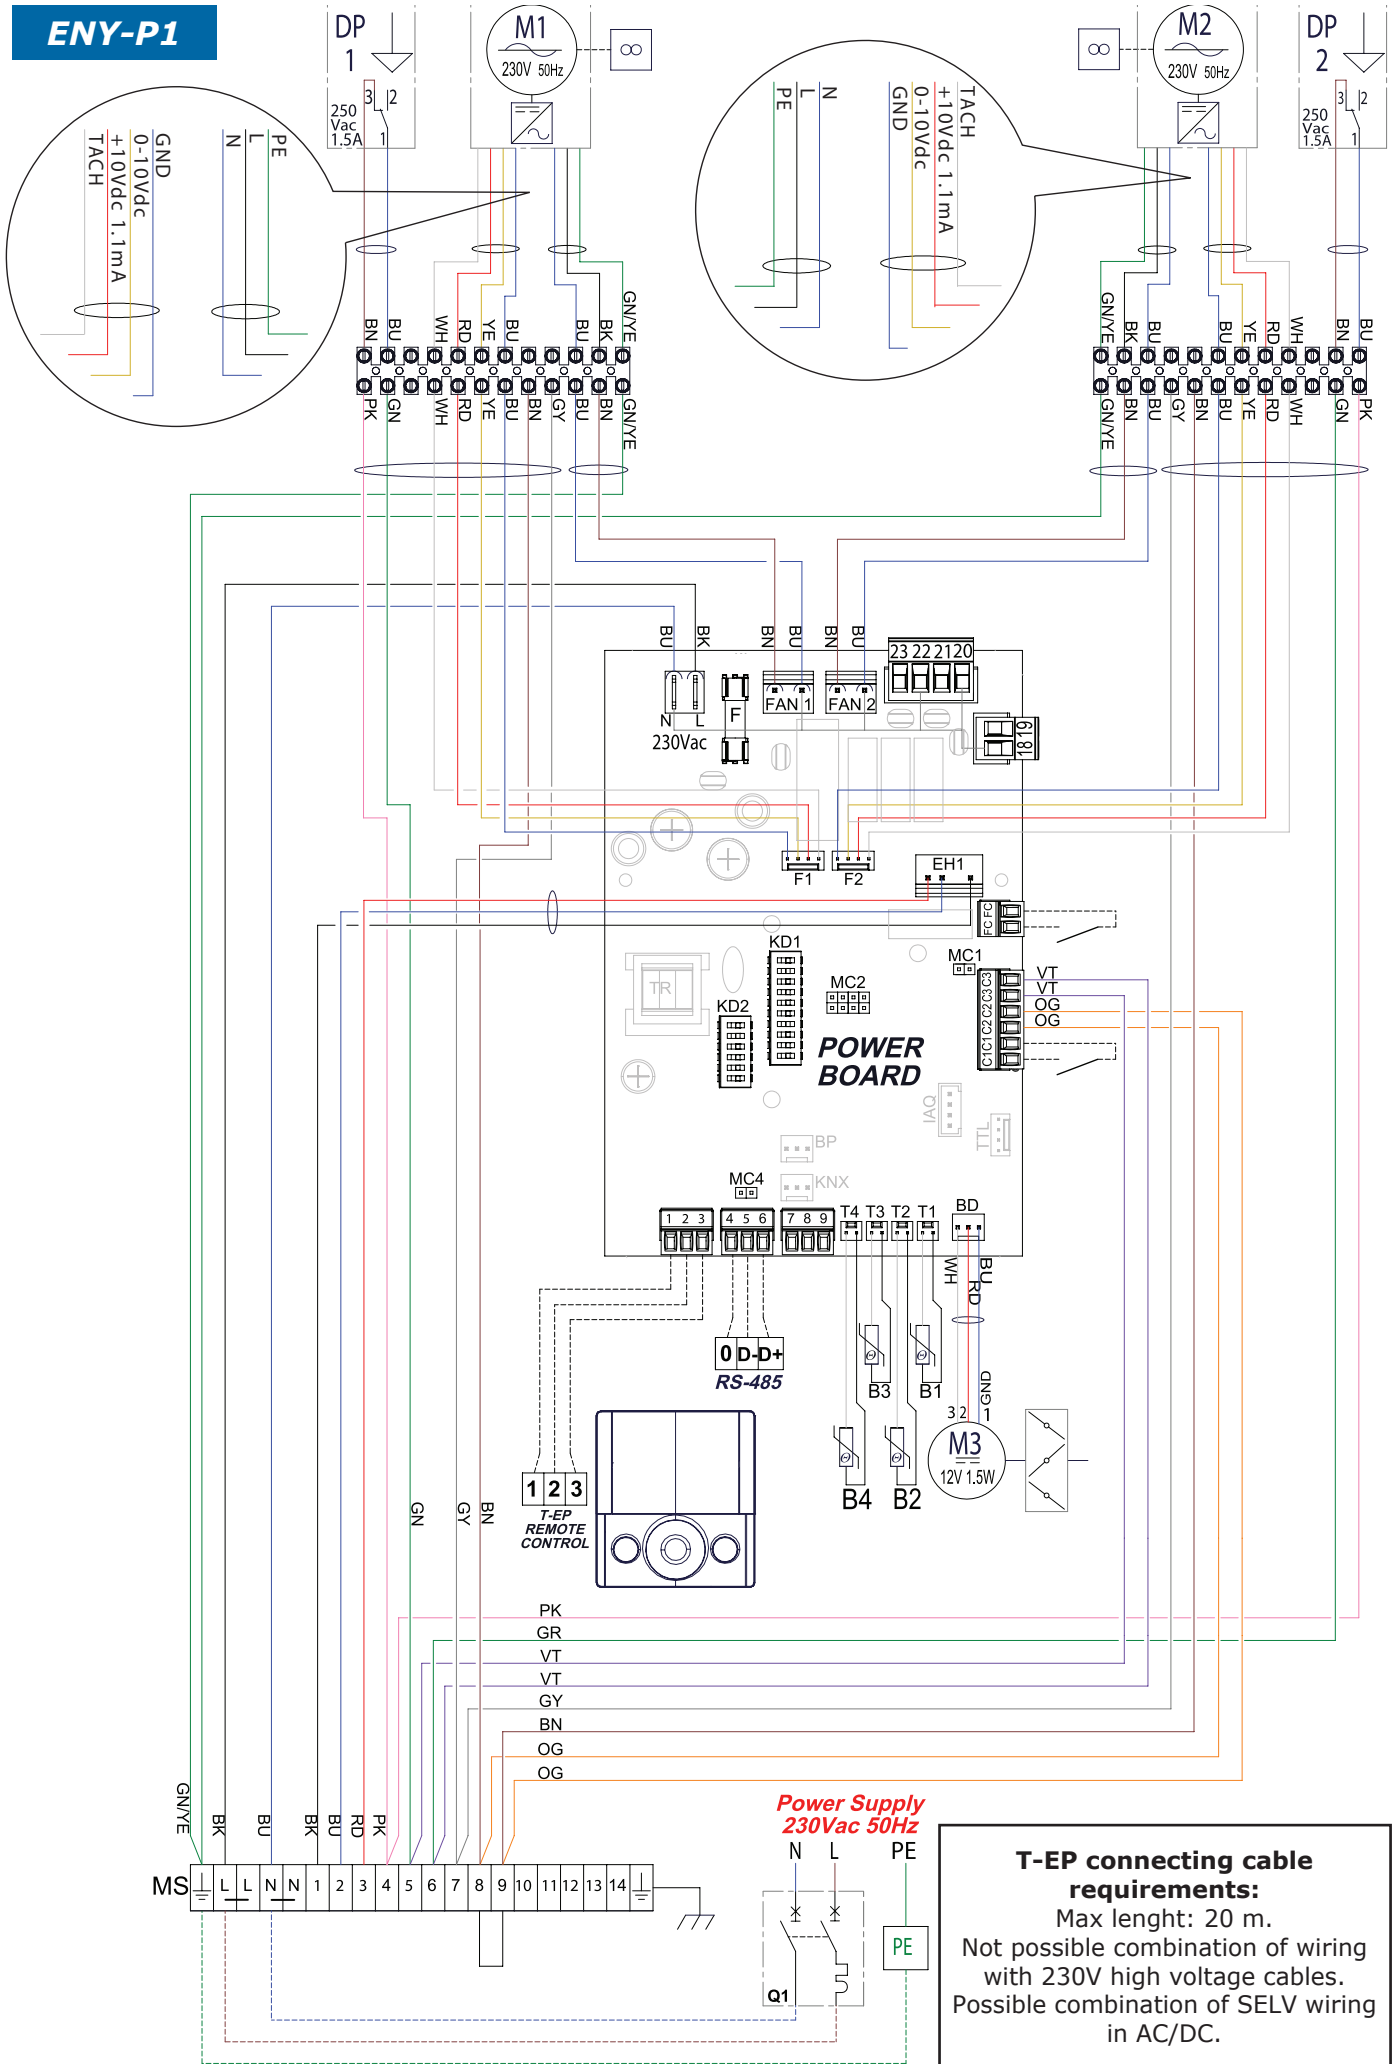 ENY-P1
DP
1
3 2
250
Vac
1.5A 1
M1
230V 50Hz
8
8
M2
230V 50Hz
DP
2
3 2
250
Vac
1.5A 1
TACH
+10Vdc 1.1mA
0-10Vdc
GND
N
L
PE
PE
L
N
GND
0-10Vdc
+10Vdc 1.1mA
TACH
BN BU WH RD YE BU BU BK GN/YE
PK GN WH RD YE BU BN GY BU BN GN/YE
GN/YE BK BU BU YE RD WH BN BU
GN/YE BN BU GY BN BU YE RD WH GN PK
BU BK BN BU BN BU
23 22 21 20
N L
230Vac
F
FAN 1
FAN 2
18 19
F1 F2
EH1
FC FC
KD1
MC1
TR
MC2
KD2
C1 C1 C2 C2 C3 C3
VT
VT
OG
OG
POWER
BOARD
IAQ
TTL
BP
KNX
MC4
1 2 3
4 5 6
7 8 9
T4 T3 T2 T1
BD
WH RD BU
0 D- D+
RS-485
B3 B1
GND
3 2 1
M3
12V 1.5W
B4 B2
1 2 3
T-EP
REMOTE
CONTROL
GN GY BN
PK
GR
VT
VT
GY
BN
OG
OG
GN/YE BK BU BK BU RD PK
MS L L N N 1 2 3 4 5 6 7 8 9 10 11 12 13 14
Power Supply
230Vac 50Hz
N L PE
PE
Q1
T-EP connecting cable
requirements:
Max lenght: 20 m.
Not possible combination of wiring
with 230V high voltage cables.
Possible combination of SELV wiring
in AC/DC.